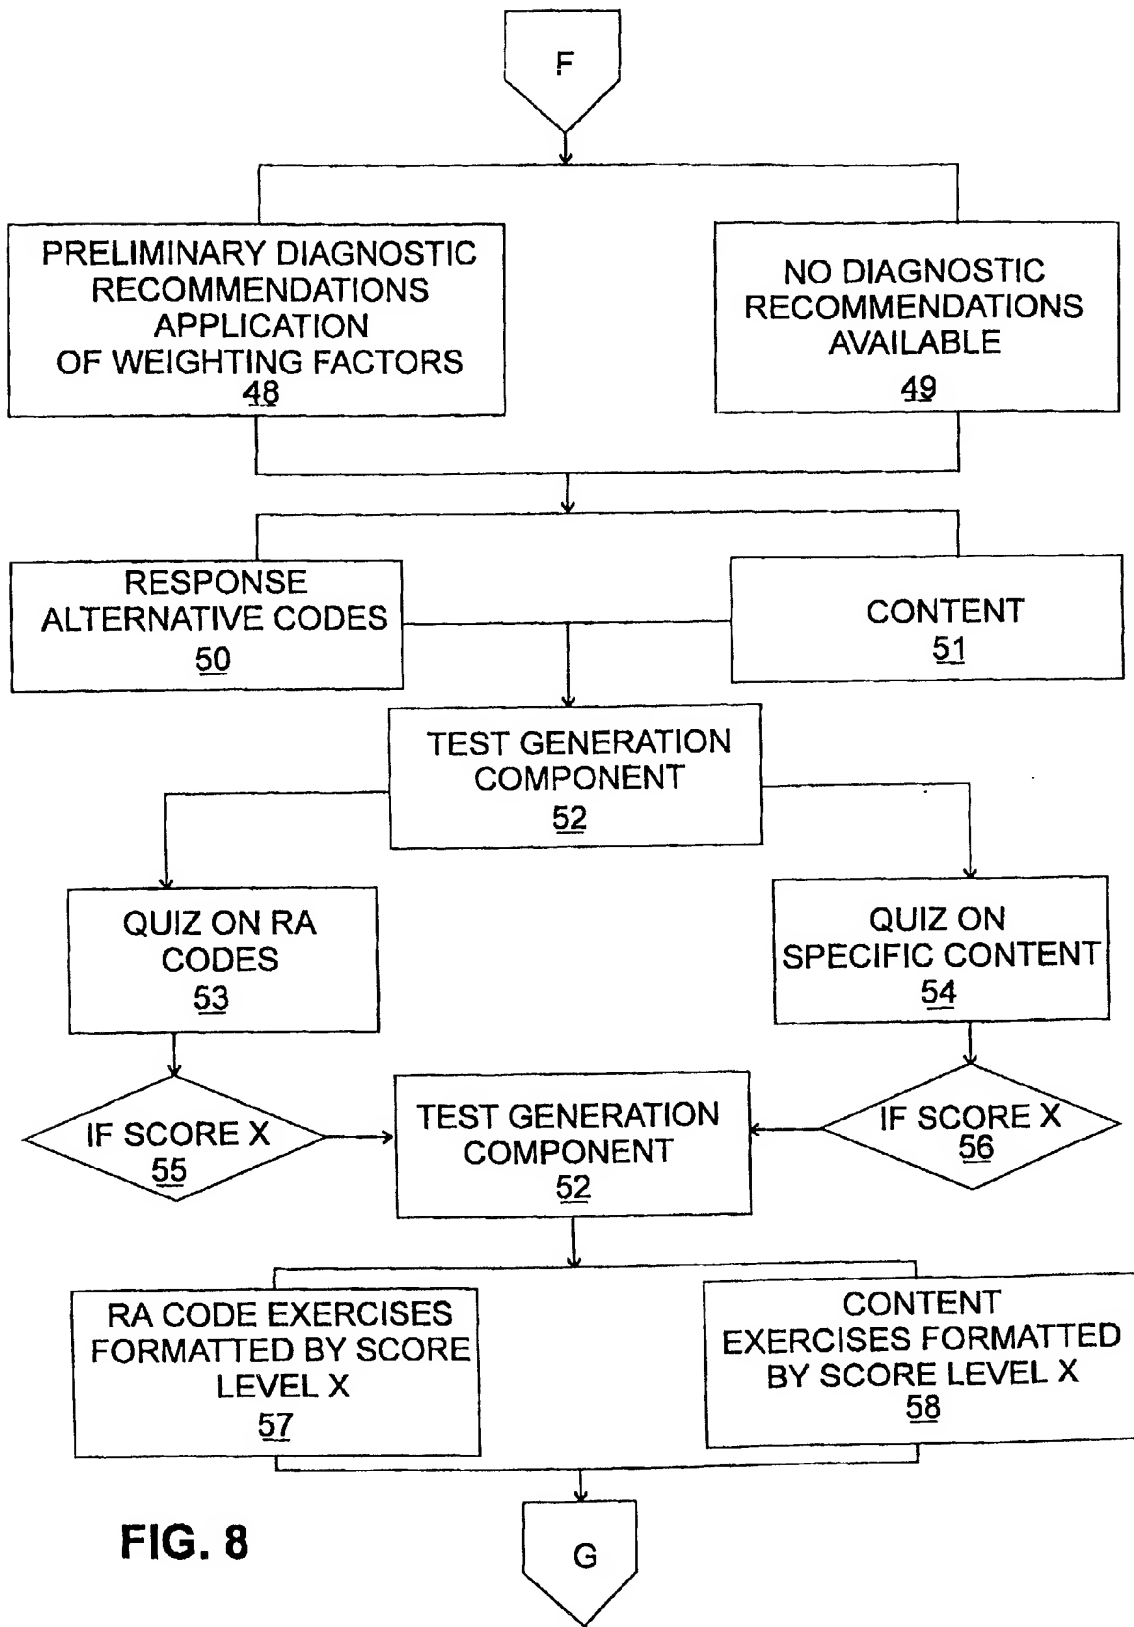 F
PRELIMINARY DIAGNOSTIC
RECOMMENDATIONS
APPLICATION
OF WEIGHTING FACTORS
48
NO DIAGNOSTIC
RECOMMENDATIONS
AVAILABLE
49
RESPONSE
ALTERNATIVE CODES
50
CONTENT
51
TEST GENERATION
COMPONENT
52
QUIZ ON RA
CODES
53
QUIZ ON
SPECIFIC CONTENT
54
IF SCORE X
55
TEST GENERATION
COMPONENT
52
IF SCORE X
56
RA CODE EXERCISES
FORMATTED BY SCORE
LEVEL X
57
CONTENT
EXERCISES FORMATTED
BY SCORE LEVEL X
58
FIG. 8
G